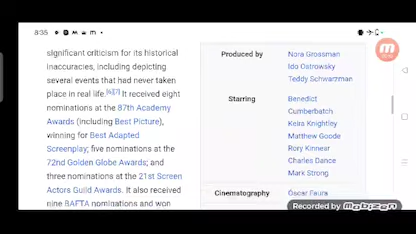 8:35
significant criticism for its historical
inaccuracies, including depicting
several events that had never taken
place in real life.[6][7] It received eight
nominations at the 87th Academy
Awards (including Best Picture),
winning for Best Adapted
Screenplay; five nominations at the
72nd Golden Globe Awards; and
three nominations at the 21st Screen
Actors Guild Awards. It also received
nine BAFTA nominations and won
Produced by
Nora Grossman
Ido Ostrowsky
Teddy Schwarzman
Starring
Benedict
Cumberbatch
Keira Knightley
Matthew Goode
Rory Kinnear
Charles Dance
Mark Strong
Cinematography
Óscar Faura
Recorded by Mobizen